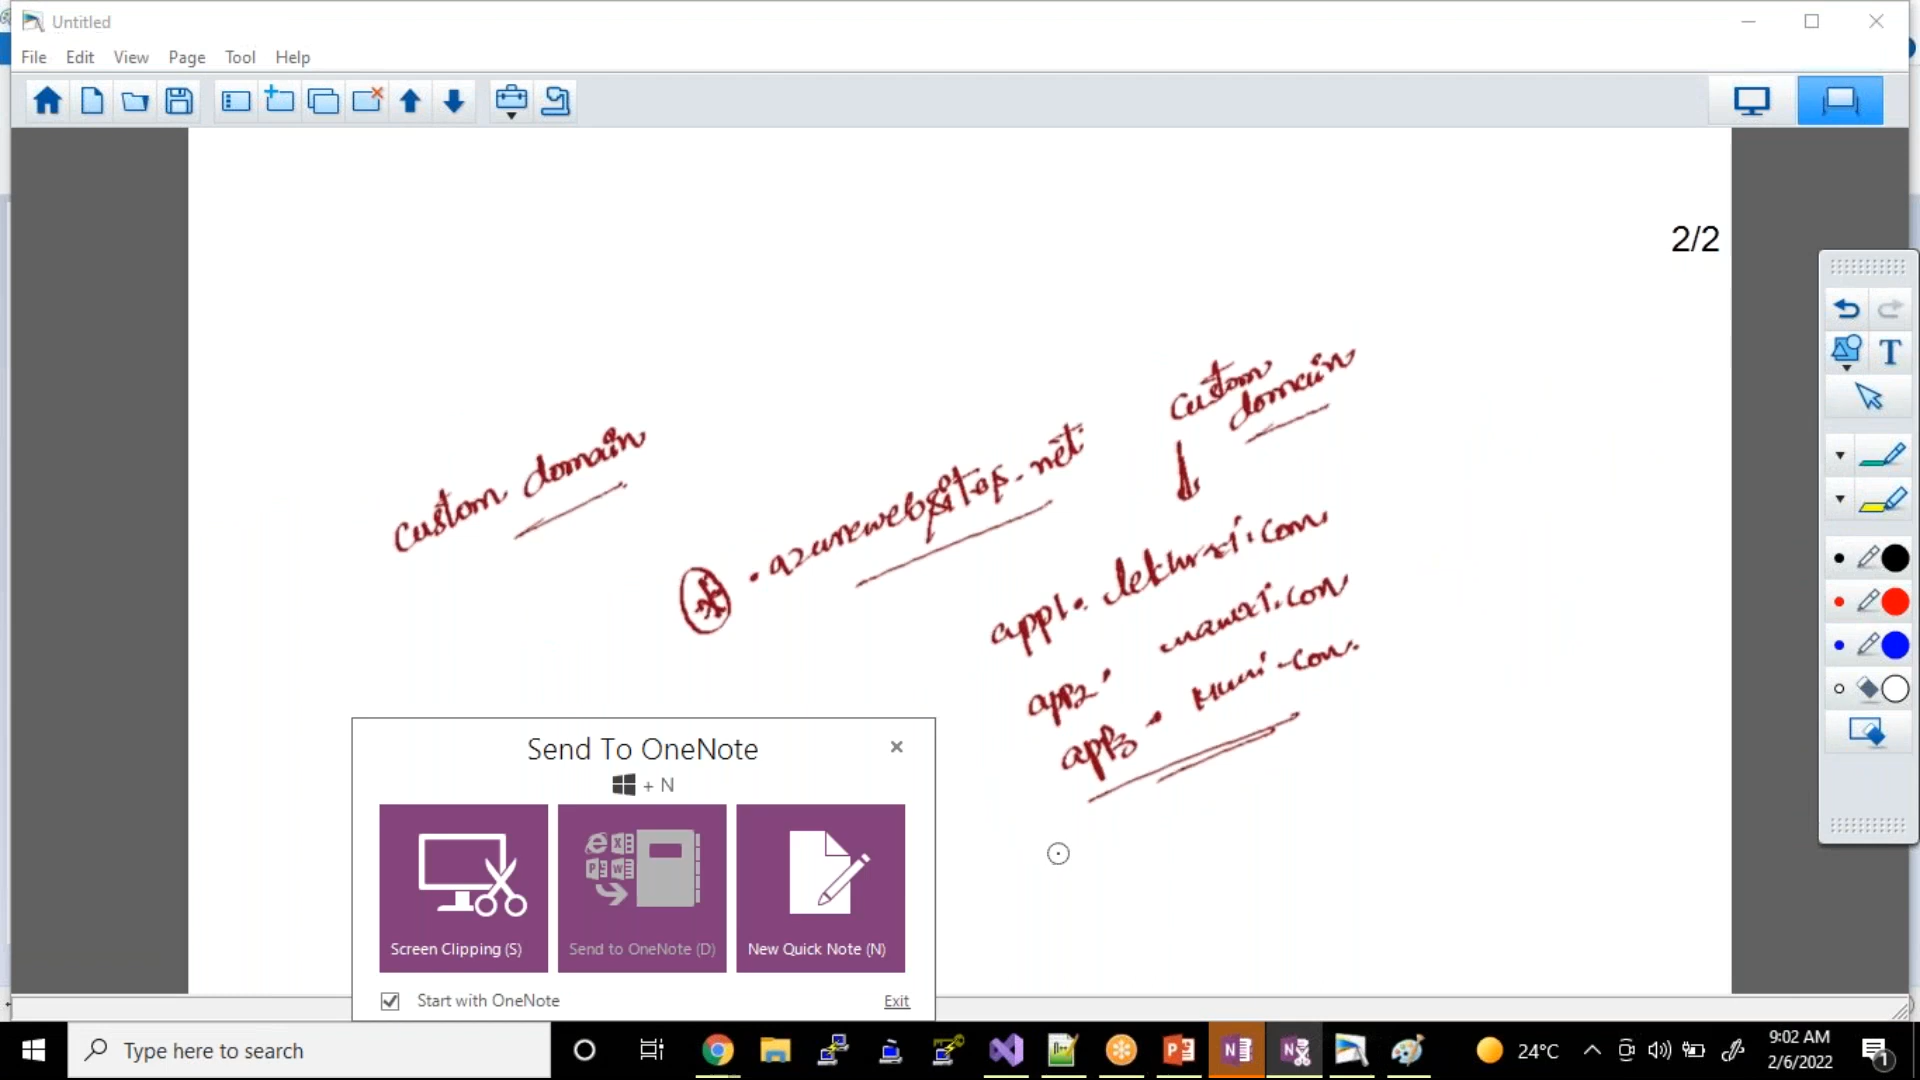 Untitled
File Edit View Page Tool Help
2/2
custom domain
custom domain
* . azurewebsites.net
app1.
app2.
app3.
Send To OneNote
+ N
Screen Clipping (S)
Send to OneNote (D)
New Quick Note (N)
Start with OneNote
Exit
T
Type here to search
24°C
9:02 AM
2/6/2022
1